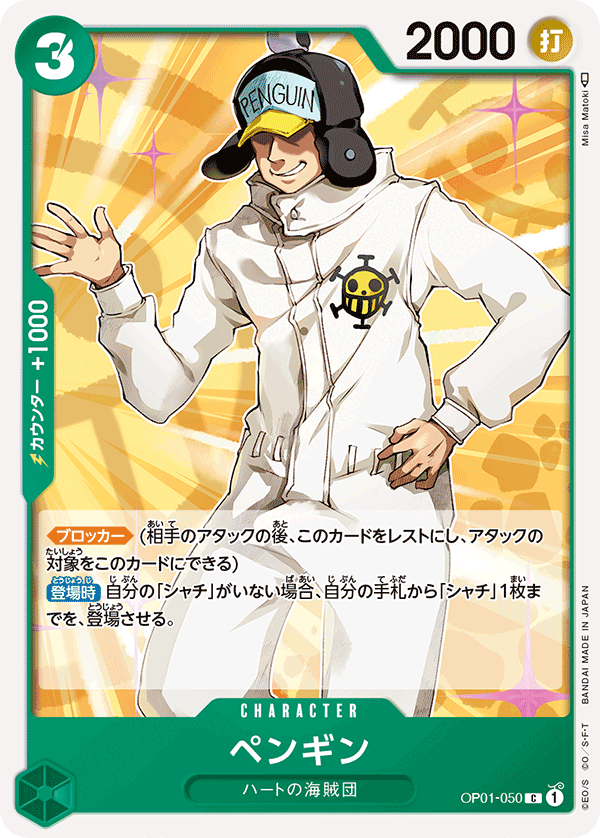 3
2000
打
Misa Matoki
PENGUIN
カウンター +1000
ブロッカー (相手のアタックの後、このカードをレストにし、アタックの
対象をこのカードにできる)
登場時 自分の「シャチ」がいない場合、自分の手札から「シャチ」1枚ま
でを、登場させる。
CHARACTER
ペンギン
ハートの海賊団
OP01-050 C 1
©EO/S ©O/S・F・T BANDAI MADE IN JAPAN